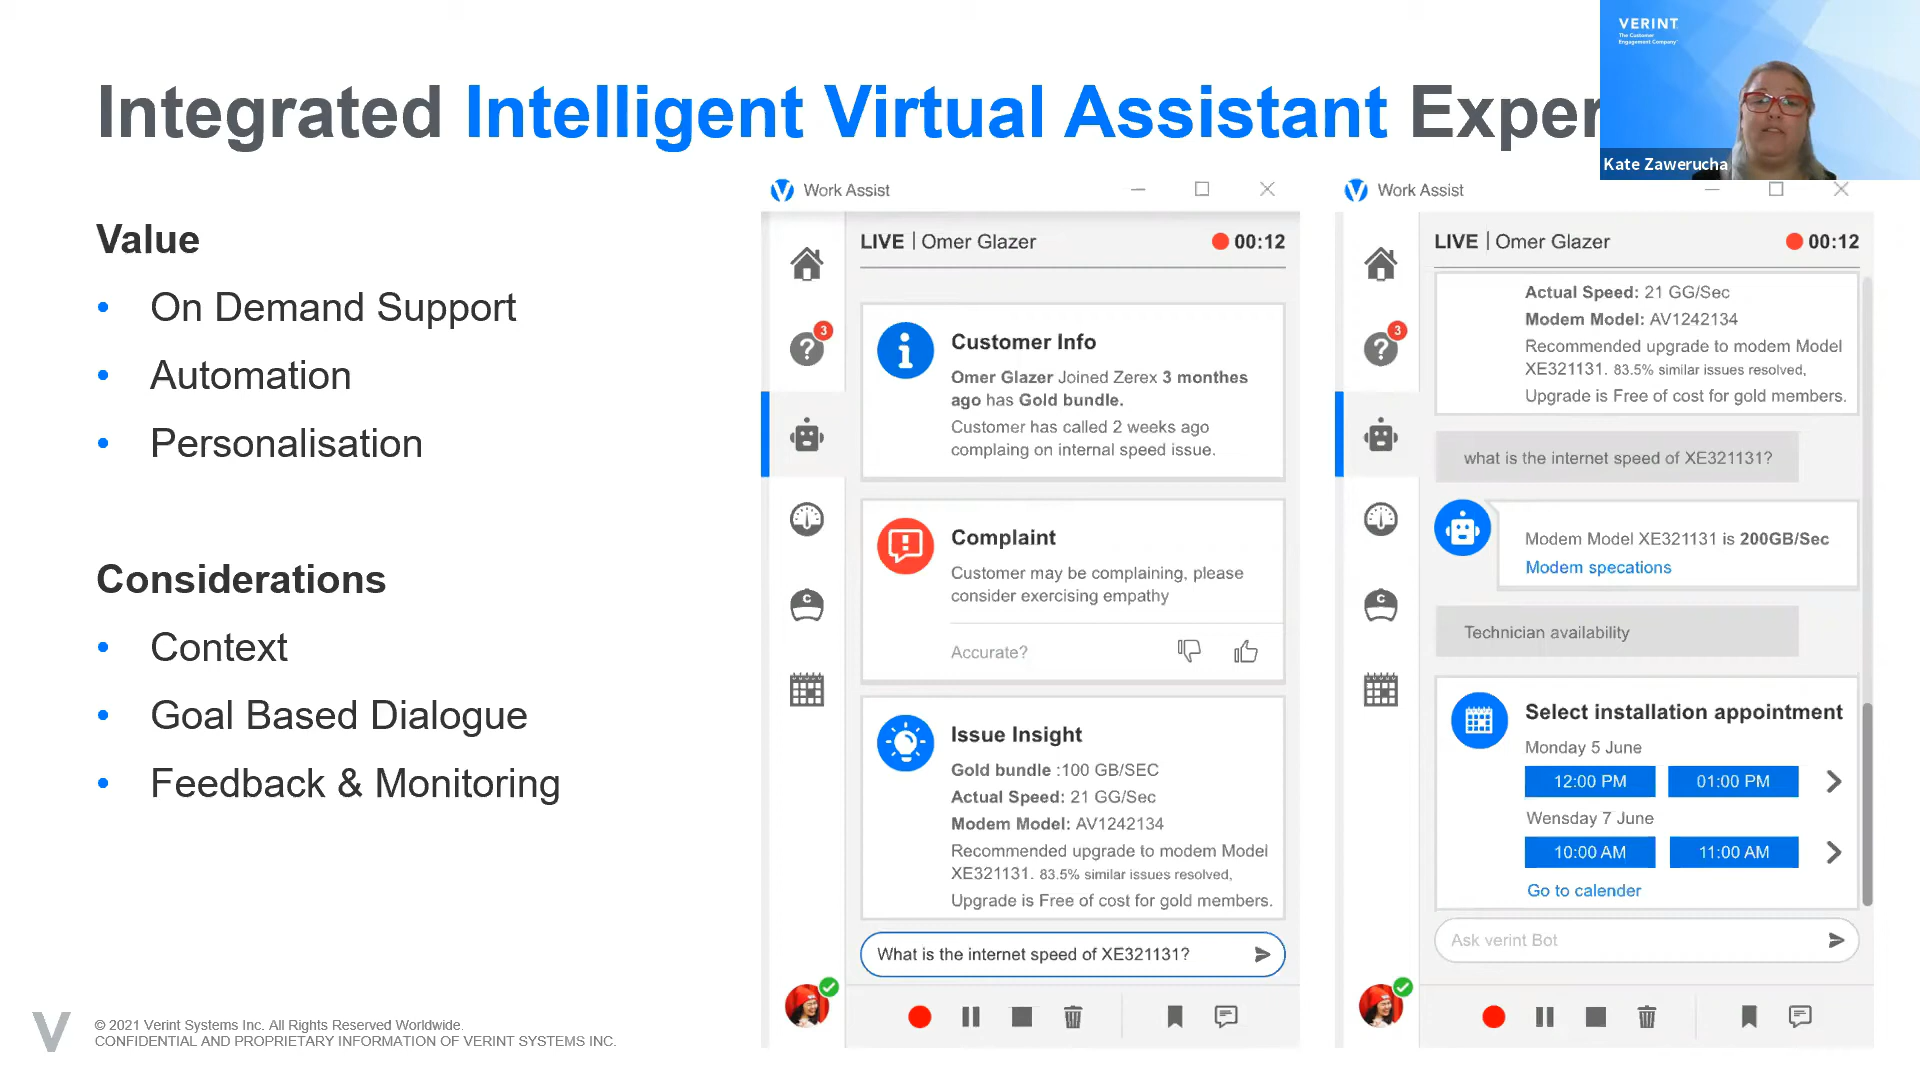 Integrated Intelligent Virtual Assistant Exper
VERINT
The Customer
Engagement Company
Kate Zawerucha
Value
• On Demand Support
• Automation
• Personalisation
Considerations
• Context
• Goal Based Dialogue
• Feedback & Monitoring
Work Assist
LIVE | Omer Glazer 00:12
3
C
Customer Info
Omer Glazer Joined Zerex 3 monthes
ago has Gold bundle.
Customer has called 2 weeks ago
complaing on internal speed issue.
Complaint
Customer may be complaining, please
consider exercising empathy
Accurate?
Issue Insight
Gold bundle :100 GB/SEC
Actual Speed: 21 GG/Sec
Modem Model: AV1242134
Recommended upgrade to modem Model
XE321131. 83.5% similar issues resolved,
Upgrade is Free of cost for gold members.
What is the internet speed of XE321131?
Work Assist
LIVE | Omer Glazer 00:12
3
C
Actual Speed: 21 GG/Sec
Modem Model: AV1242134
Recommended upgrade to modem Model
XE321131. 83.5% similar issues resolved,
Upgrade is Free of cost for gold members.
what is the internet speed of XE321131?
Modem Model XE321131 is 200GB/Sec
Modem specations
Technician availability
Select installation appointment
Monday 5 June
12:00 PM 01:00 PM
Wensday 7 June
10:00 AM 11:00 AM
Go to calender
Ask verint Bot
© 2021 Verint Systems Inc. All Rights Reserved Worldwide.
CONFIDENTIAL AND PROPRIETARY INFORMATION OF VERINT SYSTEMS INC.